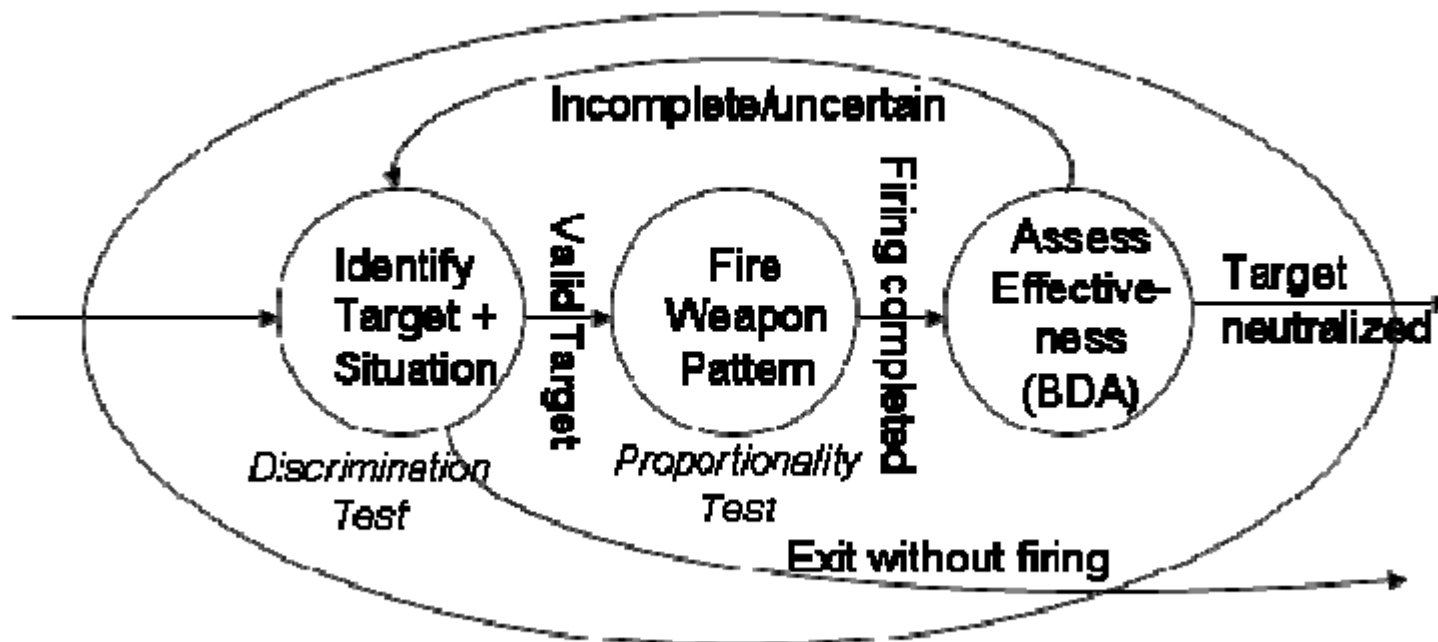 Incomplete/uncertain
Identify
Target +
Situation
Discrimination
Test
Valid Target
Fire
Weapon
Pattern
Proportionality
Test
Firing completed
Assess
Effective-
ness
(BDA)
Target
neutralized
Exit without firing